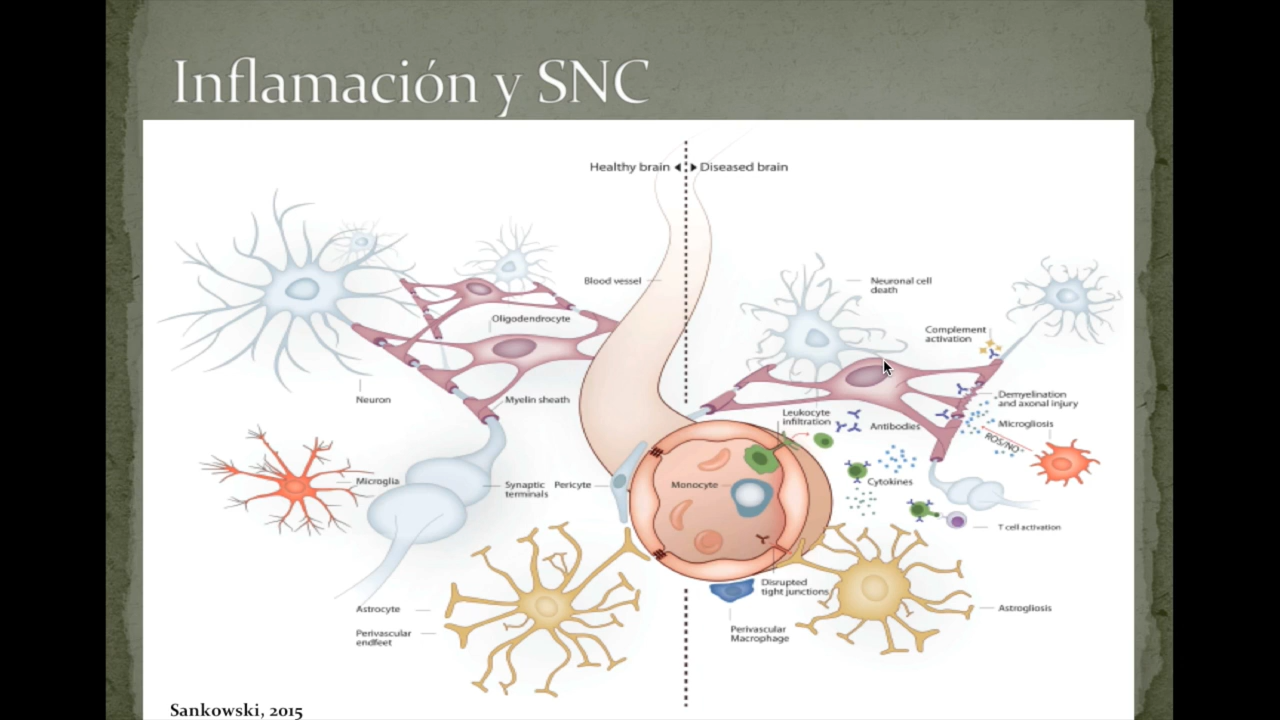 Inflamación y SNC
Healthy brain
Diseased brain
Blood vessel
Neuronal cell
death
Oligodendrocyte
Complement
activation
Neuron
Myelin sheath
Demyelination
and axonal injury
Leukocyte
infiltration
Antibodies
Microgliosis
ROS/NO
Microglia
Synaptic
terminals
Pericyte
Monocyte
Cytokines
T cell activation
Disrupted
tight junctions
Astrocyte
Astrogliosis
Perivascular
endfeet
Perivascular
Macrophage
Sankowski, 2015